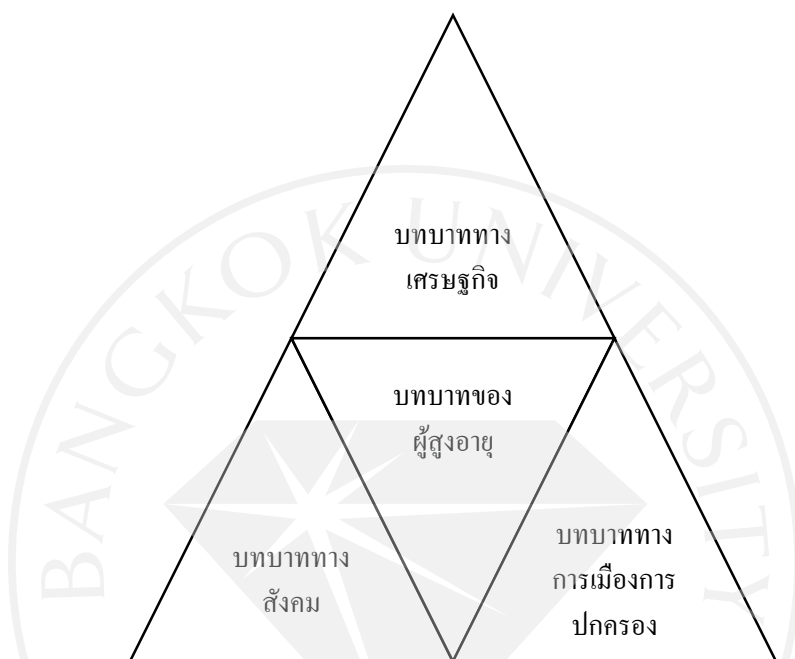 BANGKOK UNIVERSITY
บทบาททาง
เศรษฐกิจ
บทบาทของ
ผู้สูงอายุ
บทบาททาง
สังคม
บทบาททาง
การเมืองการ
ปกครอง